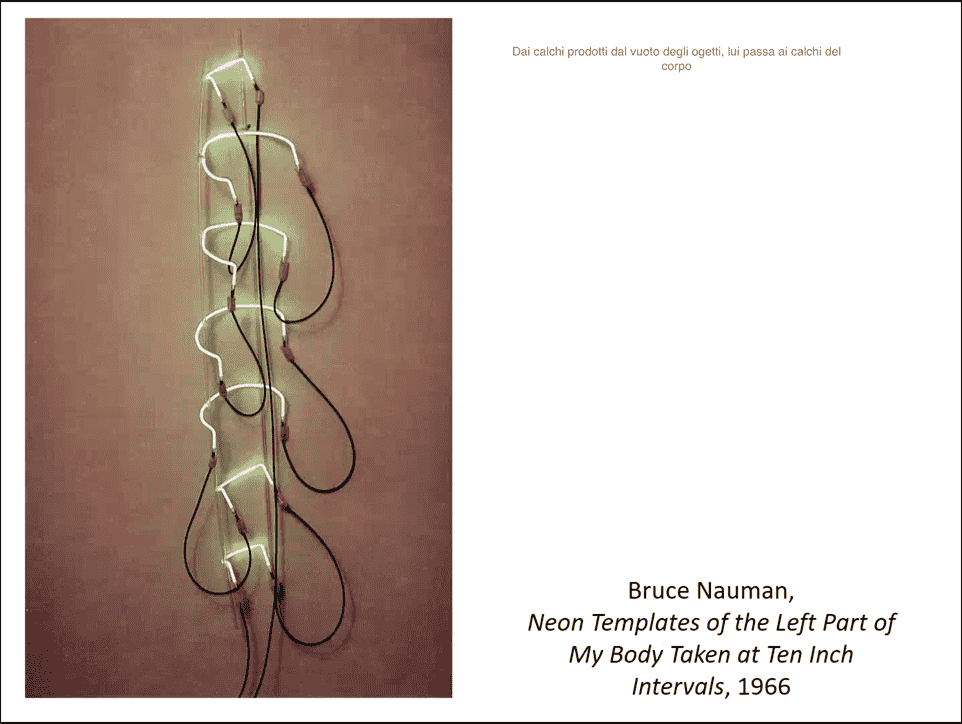 Dai calchi prodotti dal vuoto degli ogetti, lui passa ai calchi del
corpo
Bruce Nauman,
Neon Templates of the Left Part of
My Body Taken at Ten Inch
Intervals, 1966